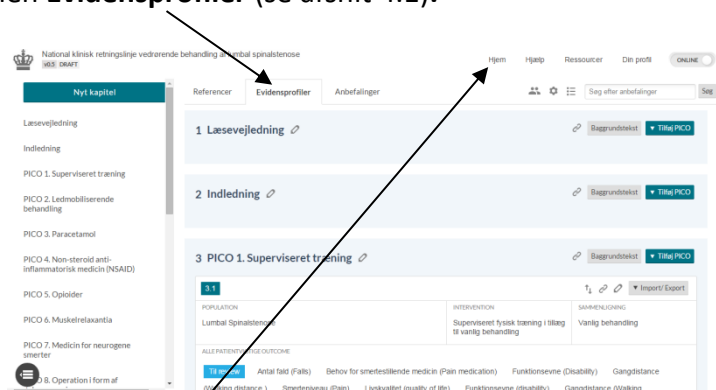 Evidensprofiler (se afsnit 4.2).
National klinisk retningslinje vedrørende behandling af lumbal spinalstenose
v0.5 DRAFT
Hjem Hjælp Ressourcer Din profil ONLINE
Nyt kapitel
Referencer Evidensprofiler Anbefalinger
Søg efter anbefalinger Søg
Læsevejledning
Indledning
PICO 1. Superviseret træning
PICO 2. Ledmobiliserende
behandling
PICO 3. Paracetamol
PICO 4. Non-steroid anti-
inflammatorisk medicin (NSAID)
PICO 5. Opioider
PICO 6. Muskelrelaxantia
PICO 7. Medicin for neurogene
smerter
8. Operation i form af
1 Læsevejledning
Baggrundstekst Tilføj PICO
2 Indledning
Baggrundstekst Tilføj PICO
3 PICO 1. Superviseret træning
Baggrundstekst Tilføj PICO
3.1
Import/ Export
POPULATION INTERVENTION SAMMENLIGNING
Lumbal Spinalstenose Superviseret fysisk træning i tillæg Vanlig behandling
til vanlig behandling
ALLE PATIENTVIGTIGE OUTCOME
Til review Antal fald (Falls) Behov for smertestillende medicin (Pain medication) Funktionsevne (Disability) Gangdistance
(Walking distance ) Smerteniveau (Pain) Livskvalitet (quality of life) Funktionsevne (disability) Gangdistance (Walking